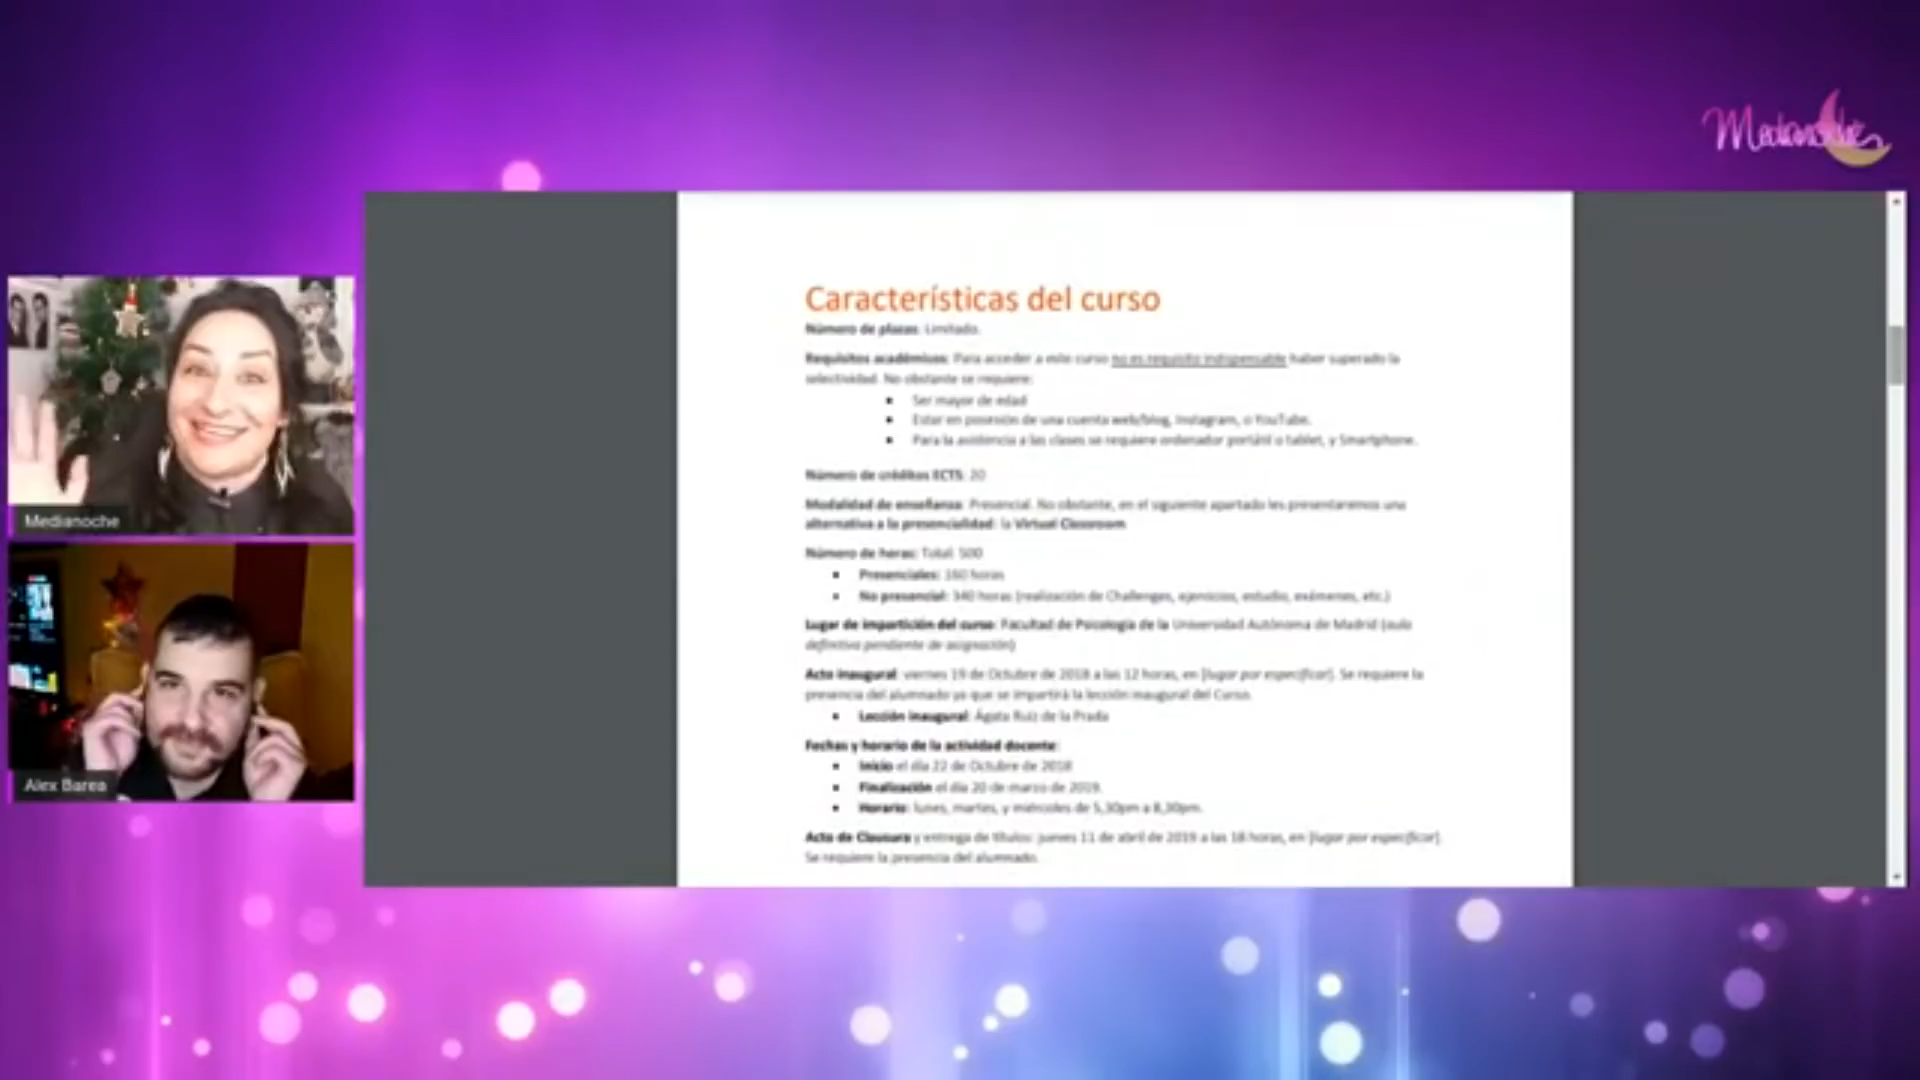 Medianoche
Características del curso
Número de plazas: Limitado.
Requisitos académicos: Para acceder a este curso no es requisito indispensable haber superado la
selectividad. No obstante se requiere:
• Ser mayor de edad
• Estar en posesión de una cuenta web/blog, Instagram, o YouTube.
• Para la asistencia a las clases se requiere ordenador portátil o tablet, y Smartphone.
Número de créditos ECTS: 20
Modalidad de enseñanza: Presencial. No obstante, en el siguiente apartado les presentaremos una
alternativa a la presencialidad: la Virtual Classroom
Número de horas: Total: 500
• Presenciales: 160 horas
• No presencial: 340 horas (realización de Challenges, ejercicios, estudio, exámenes, etc.)
Lugar de impartición del curso: Facultad de Psicología de la Universidad Autónoma de Madrid (aula
definitiva pendiente de asignación)
Acto inaugural: viernes 19 de Octubre de 2018 a las 12 horas, en [lugar por especificar]. Se requiere la
presencia del alumnado ya que se impartirá la lección inaugural del Curso.
• Lección inaugural: Ágata Ruiz de la Prada
Fechas y horario de la actividad docente:
• Inicio el día 22 de Octubre de 2018
• Finalización el día 20 de marzo de 2019.
• Horario: lunes, martes, y miércoles de 5,30pm a 8,30pm.
Acto de Clausura y entrega de títulos: jueves 11 de abril de 2019 a las 18 horas, en [lugar por especificar].
Se requiere la presencia del alumnado.
Medianoche
Alex Barea